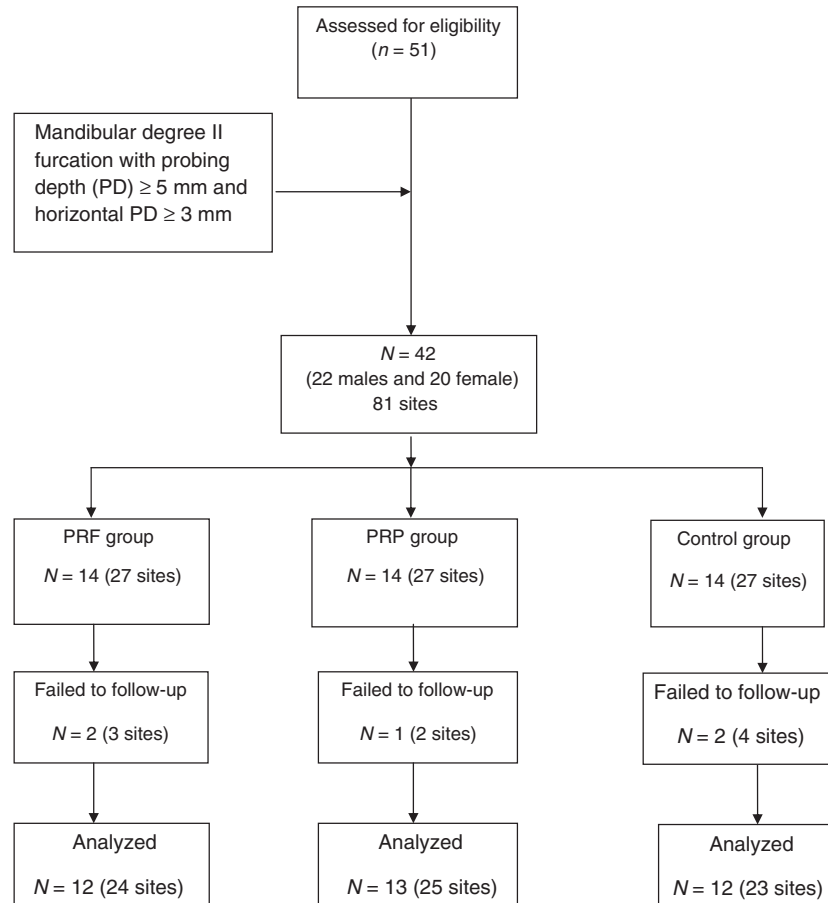 Assessed for eligibility
(n = 51)
Mandibular degree II
furcation with probing
depth (PD) ≥ 5 mm and
horizontal PD ≥ 3 mm
N = 42
(22 males and 20 female)
81 sites
PRF group
N = 14 (27 sites)
PRP group
N = 14 (27 sites)
Control group
N = 14 (27 sites)
Failed to follow-up
N = 2 (3 sites)
Failed to follow-up
N = 1 (2 sites)
Failed to follow-up
N = 2 (4 sites)
Analyzed
N = 12 (24 sites)
Analyzed
N = 13 (25 sites)
Analyzed
N = 12 (23 sites)